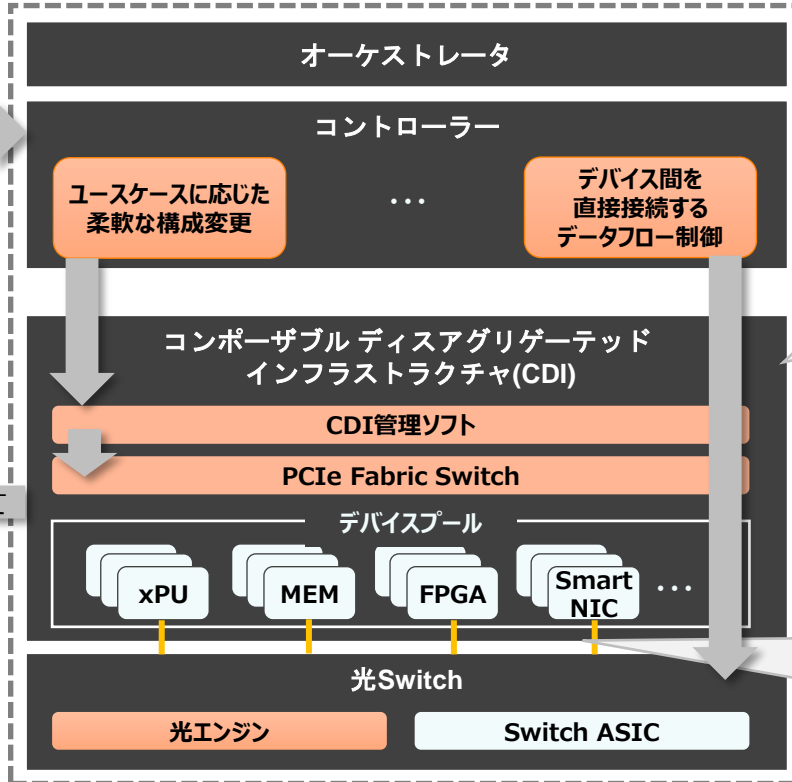 オーケストレータ
コントローラー
ユースケースに応じた
柔軟な構成変更
...
デバイス間を
直接接続する
データフロー制御
コンポーザブル ディスアグリゲーテッド
インフラストラクチャ(CDI)
CDI管理ソフト
PCIe Fabric Switch
デバイスプール
xPU
MEM
FPGA
Smart
NIC
...
光Switch
光エンジン
Switch ASIC